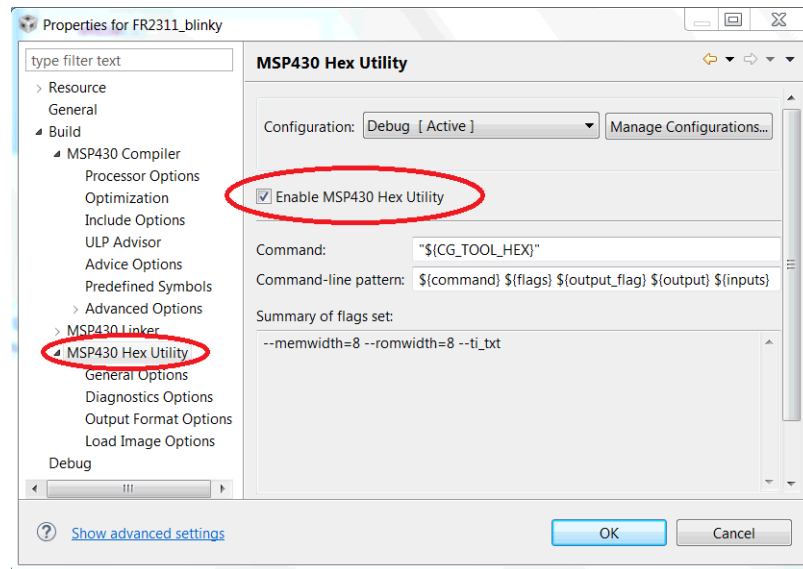 Properties for FR2311_blinky
type filter text
Resource
General
Build
MSP430 Compiler
Processor Options
Optimization
Include Options
ULP Advisor
Advice Options
Predefined Symbols
Advanced Options
MSP430 Linker
MSP430 Hex Utility
General Options
Diagnostics Options
Output Format Options
Load Image Options
Debug
MSP430 Hex Utility
Configuration: Debug [ Active ] Manage Configurations...
Enable MSP430 Hex Utility
Command: "${CG_TOOL_HEX}"
Command-line pattern: ${command} ${flags} ${output_flag} ${output} ${inputs}
Summary of flags set:
--memwidth=8 --romwidth=8 --ti_txt
Show advanced settings
OK Cancel